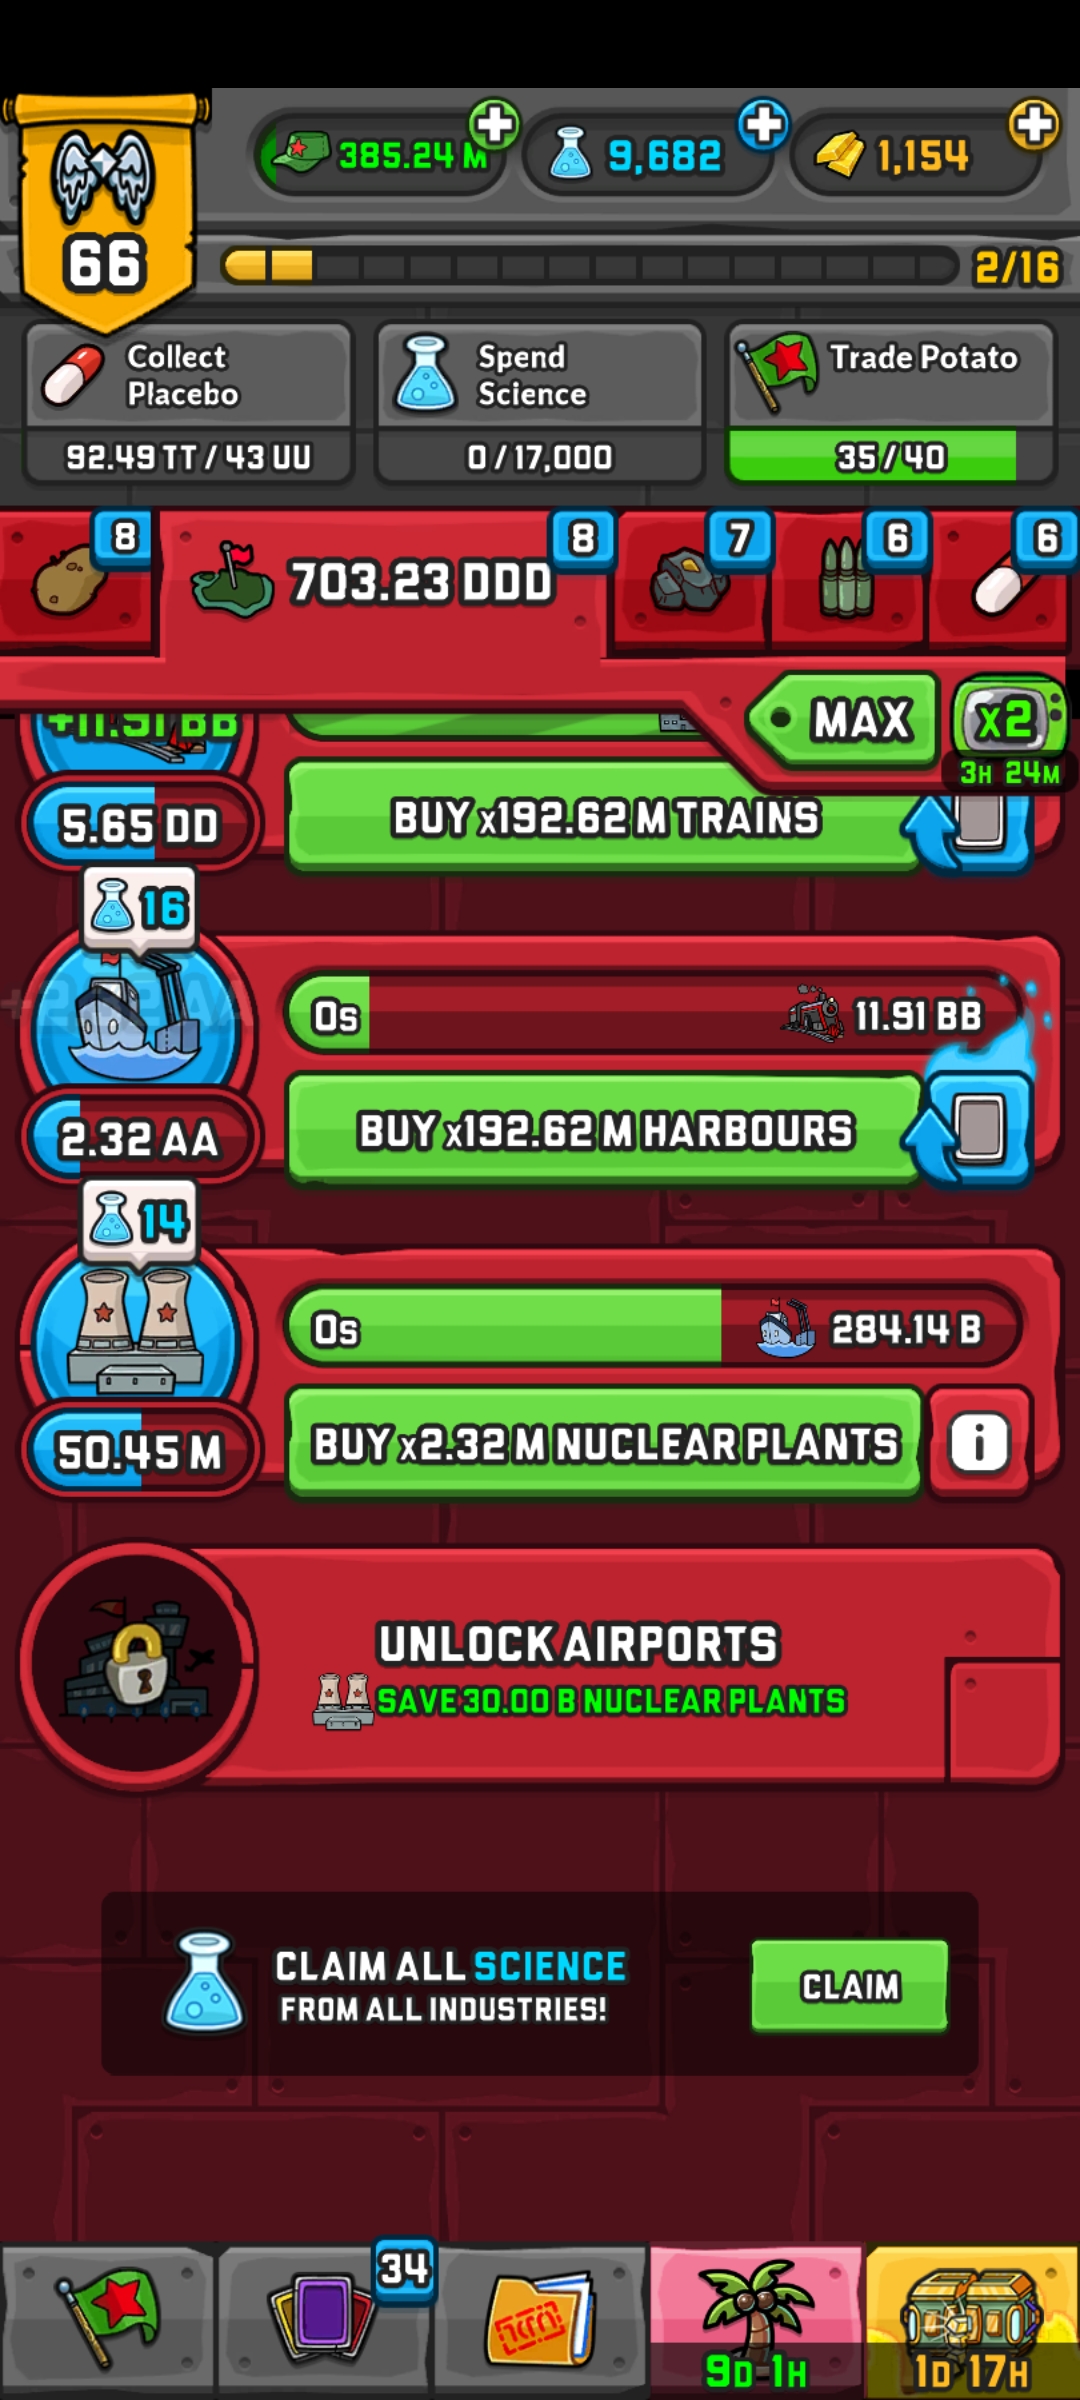 385.24 M
9,682
1,154
66
2/16
Collect
Placebo
Spend
Science
Trade Potato
92.49 TT / 43 UU
0 / 17,000
35 / 40
8
703.23 DDD
8
7
6
6
MAX
x2
3H 24M
+11.91 BB
5.65 DD
BUY x192.62 M TRAINS
16
0s
11.91 BB
2.32 AA
BUY x192.62 M HARBOURS
14
0s
284.14 B
50.45 M
BUY x2.32 M NUCLEAR PLANTS
i
UNLOCK AIRPORTS
SAVE 30.00 B NUCLEAR PLANTS
CLAIM ALL SCIENCE
FROM ALL INDUSTRIES!
CLAIM
34
9D 1H
1D 17H